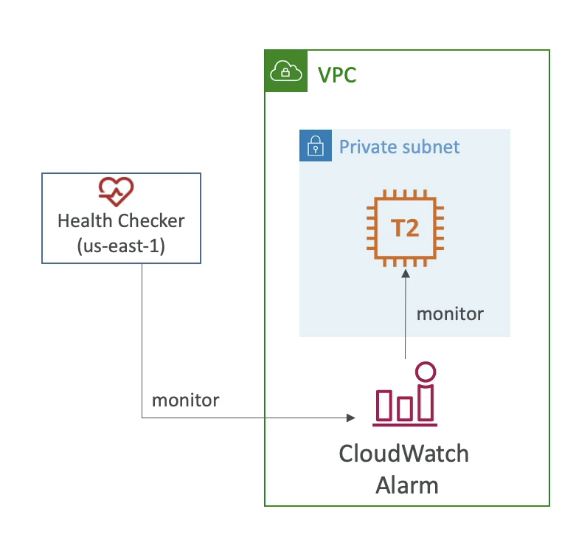 VPC
Private subnet
T2
Health Checker
(us-east-1)
monitor
monitor
CloudWatch
Alarm